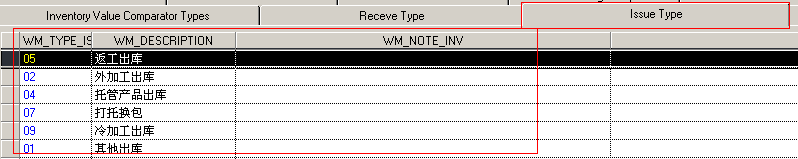 Inventory Value Comparator Types Receve Type Issue Type
WM_TYPE_IS WM_DESCRIPTION WM_NOTE_INV
05 返工出库
02 外加工出库
04 托管产品出库
07 打托换包
09 冷加工出库
01 其他出库